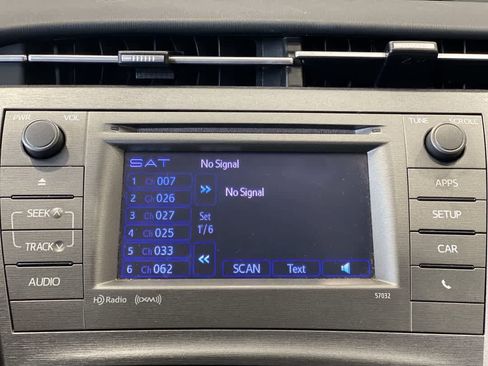 PWR VOL
TUNE SCROLL
SAT No Signal
1 Ch 007
2 Ch 026
No Signal
3 Ch 027
Set
4 Ch 025
1/6
5 Ch 033
6 Ch 062
SCAN Text
SEEK
TRACK
AUDIO
APPS
SETUP
CAR
HD Radio ((XM))
57032